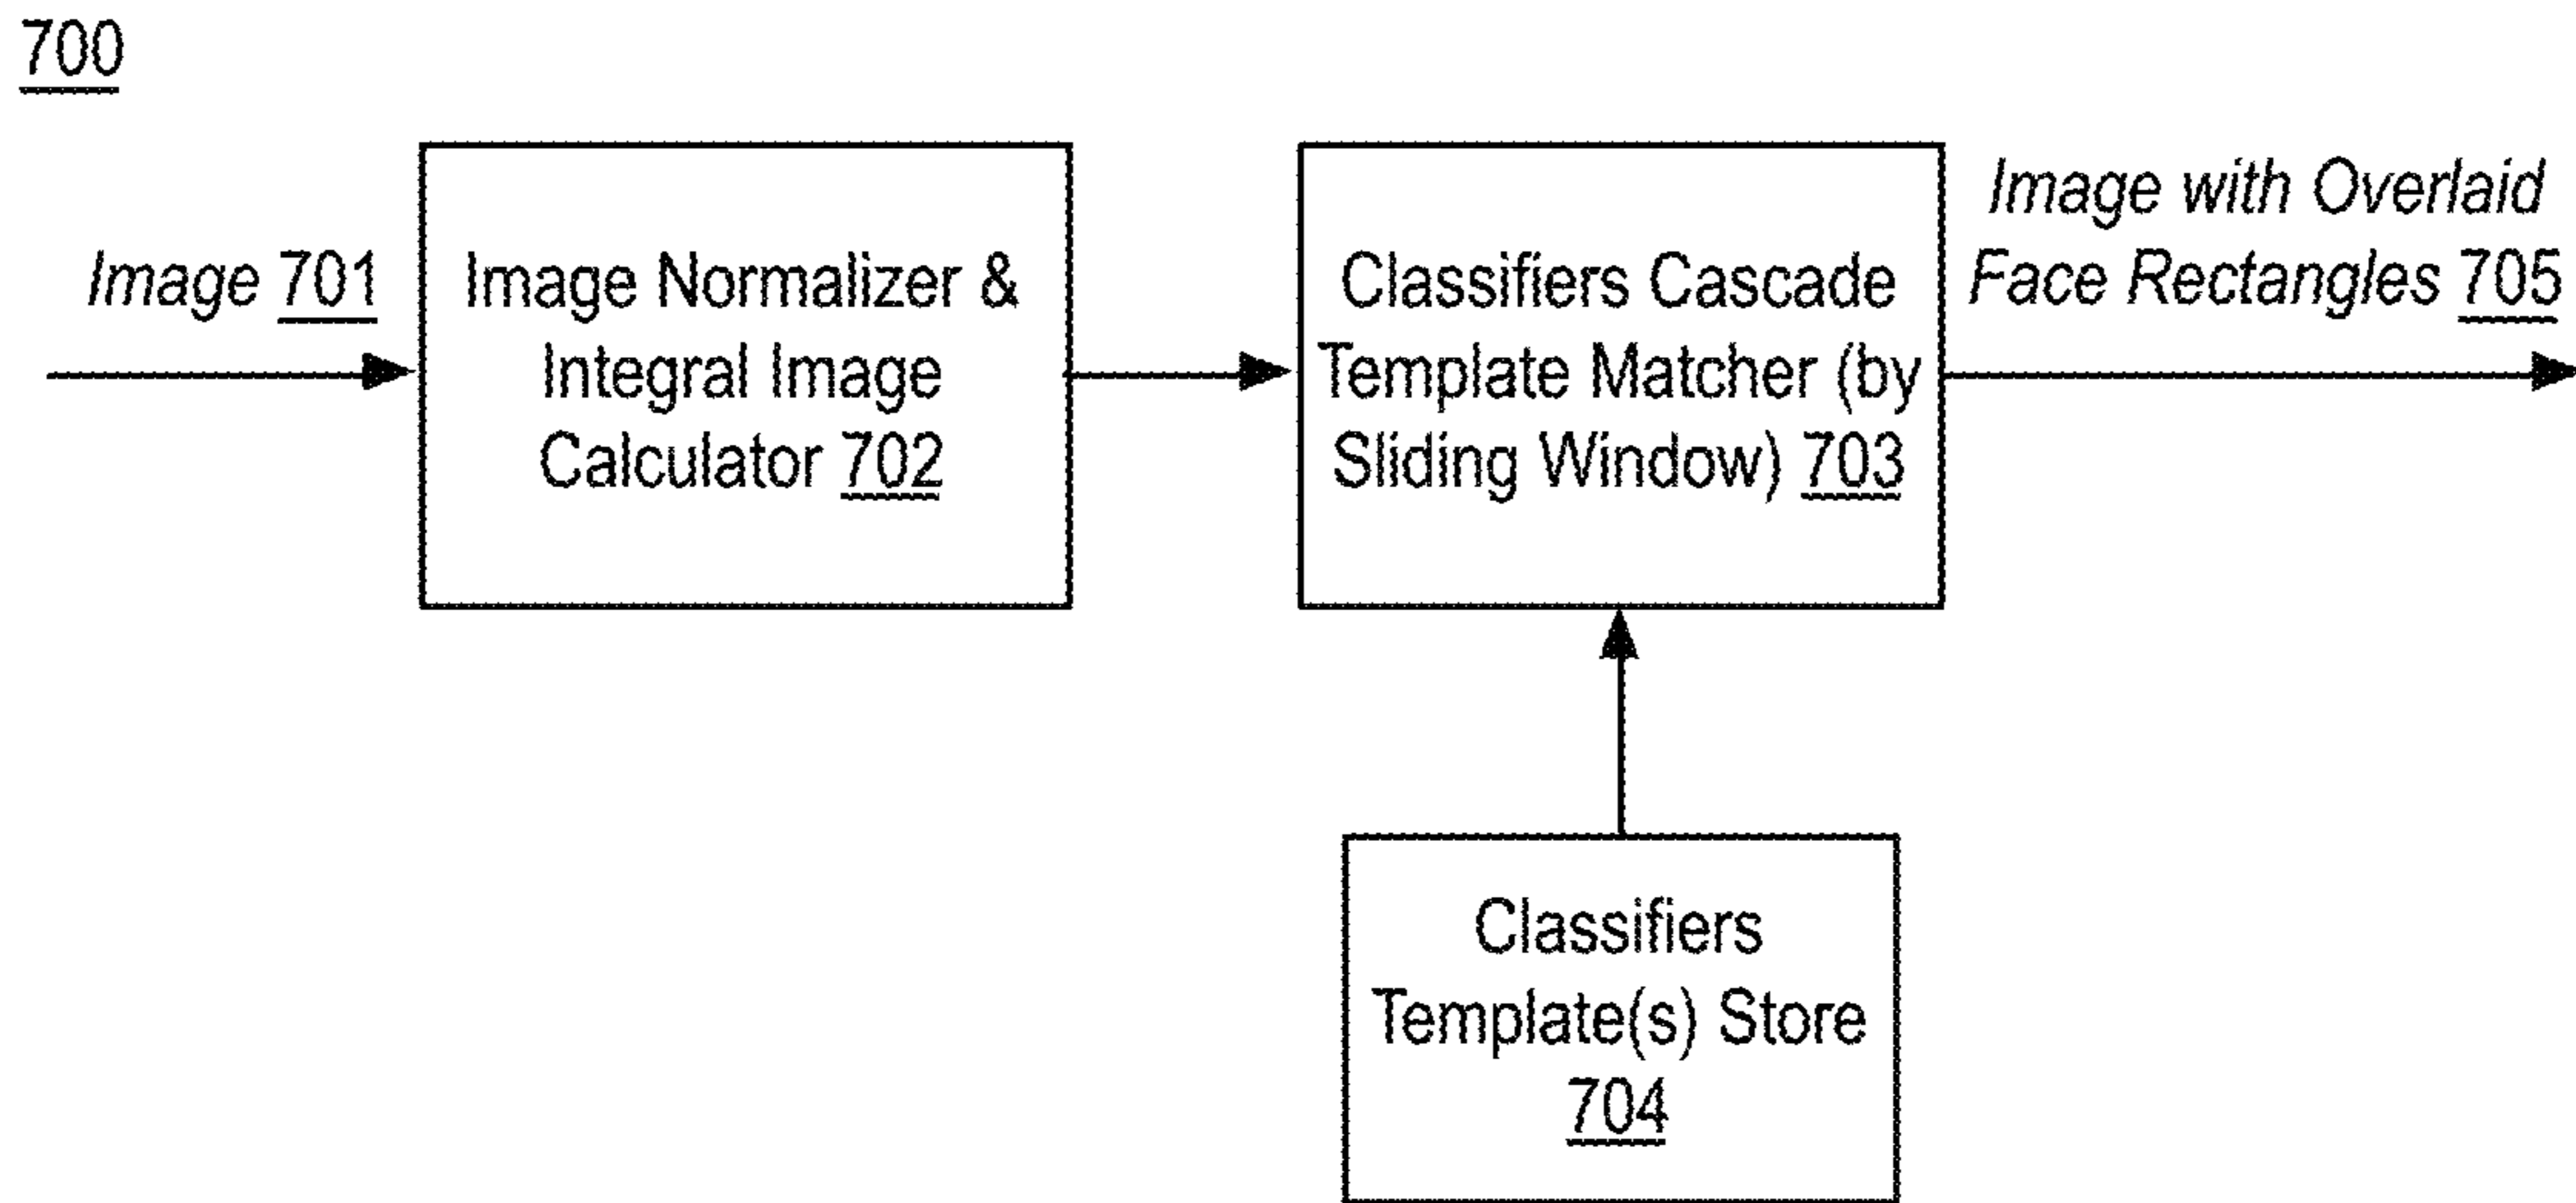 700
Image 701
Image Normalizer &
Integral Image
Calculator 702
Classifiers Cascade
Template Matcher (by
Sliding Window) 703
Image with Overlaid
Face Rectangles 705
Classifiers
Template(s) Store
704